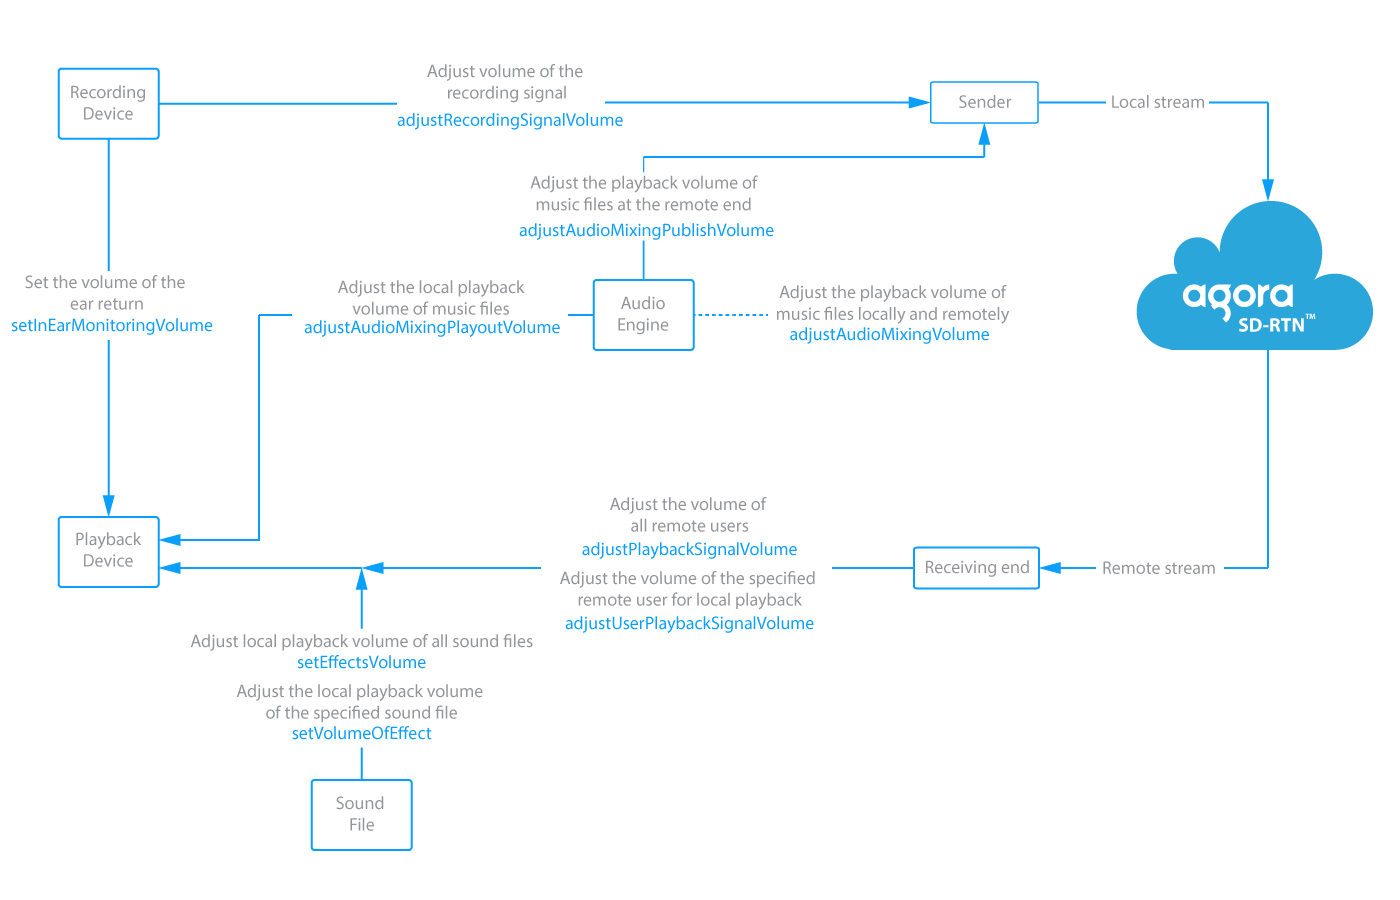 Recording
Device
Adjust volume of the
recording signal
adjustRecordingSignalVolume
Sender
Local stream
Adjust the playback volume of
music files at the remote end
adjustAudioMixingPublishVolume
Set the volume of the
ear return
setInEarMonitoringVolume
Adjust the local playback
volume of music files
adjustAudioMixingPlayoutVolume
Audio
Engine
Adjust the playback volume of
music files locally and remotely
adjustAudioMixingVolume
agora
SD-RTN™
Playback
Device
Adjust the volume of
all remote users
adjustPlaybackSignalVolume
Adjust the volume of the specified
remote user for local playback
adjustUserPlaybackSignalVolume
Receiving end
Remote stream
Adjust local playback volume of all sound files
setEffectsVolume
Adjust the local playback volume
of the specified sound file
setVolumeOfEffect
Sound
File